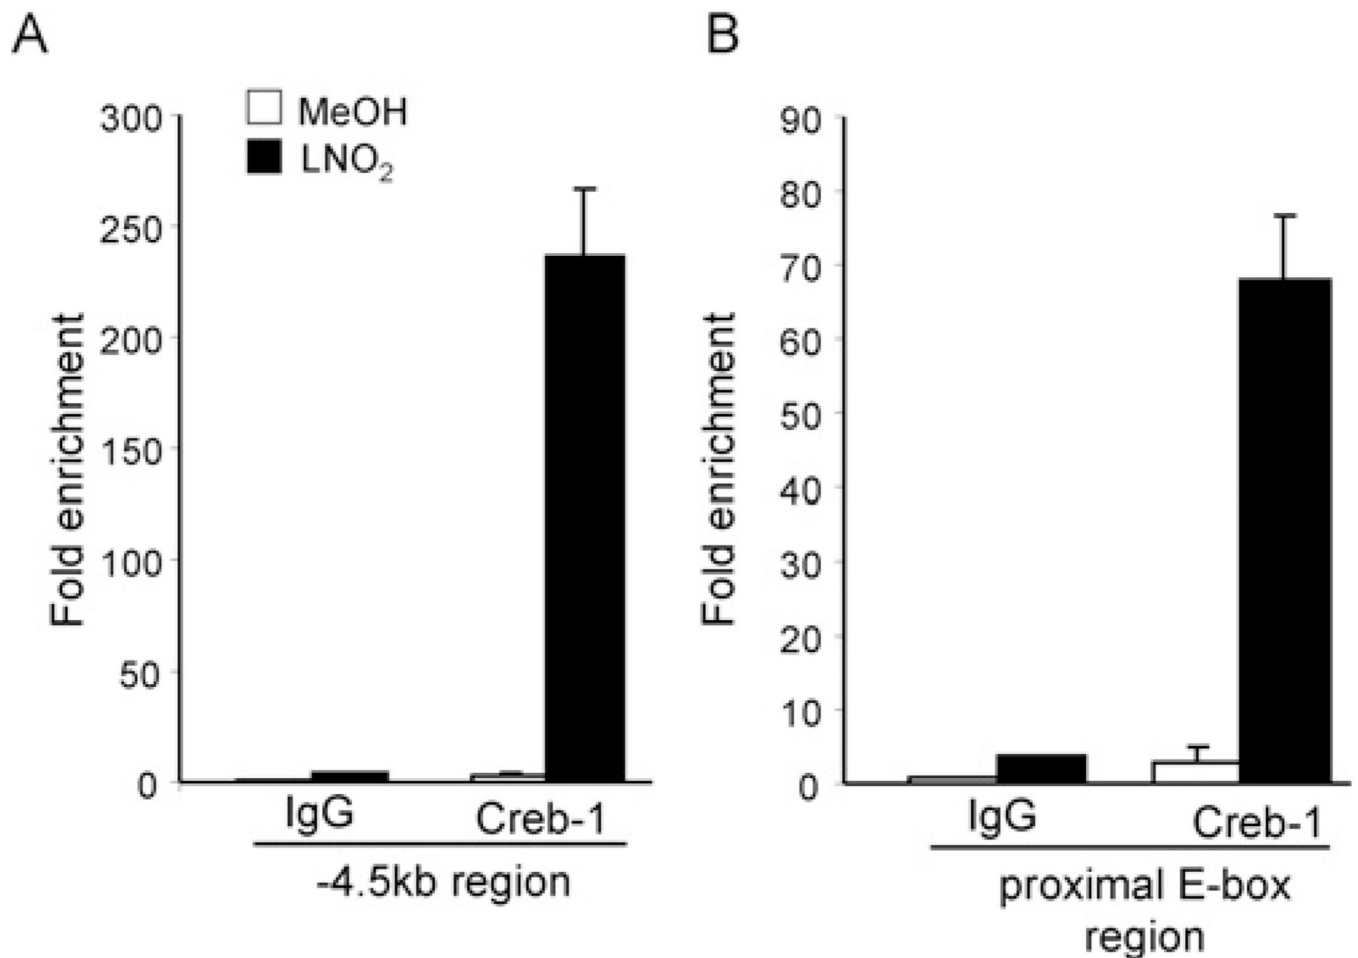 A
Fold enrichment
300
250
200
150
100
50
0
MeOH
LNO₂
IgG
Creb-1
-4.5kb region
B
Fold enrichment
90
80
70
60
50
40
30
20
10
0
IgG
Creb-1
proximal E-box
region